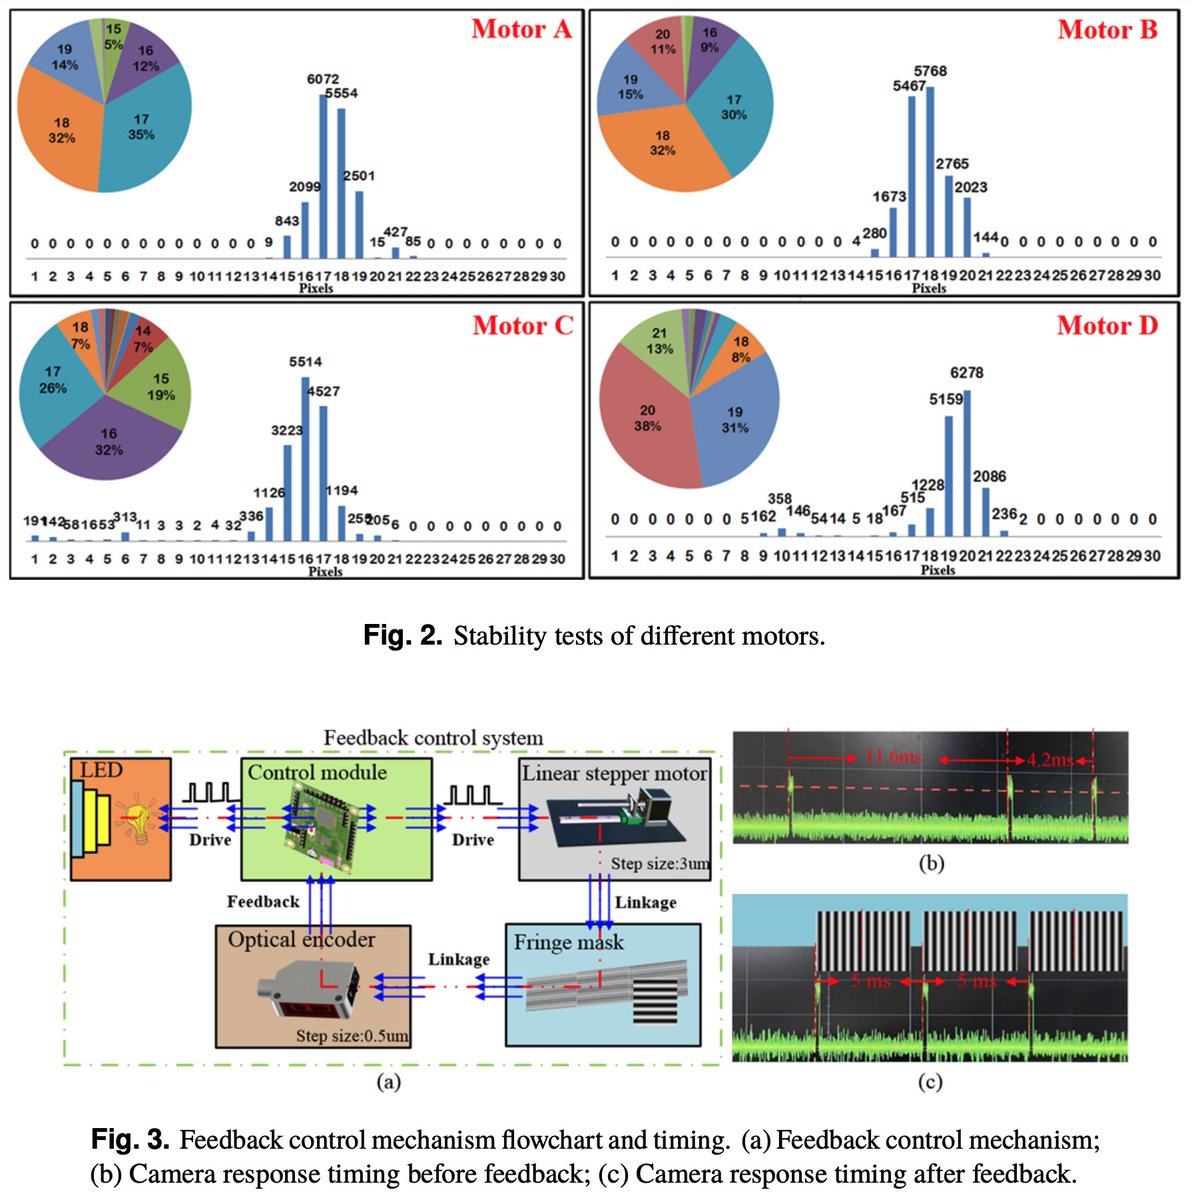 Motor A
15
5%
16
12%
19
14%
18
32%
17
35%
6072
5554
2501
2099
843
427
0 0 0 0 0 0 0 0 0 0 0 0 0 9 15 85 0 0 0 0 0 0 0 0
1 2 3 4 5 6 7 8 9 10 11 12 13 14 15 16 17 18 19 20 21 22 23 24 25 26 27 28 29 30
Pixels
Motor B
20
11%
16
9%
19
15%
17
30%
18
32%
5768
5467
2765
2023
1673
280
144
0 0 0 0 0 0 0 0 0 0 0 0 0 4 0 0 0 0 0 0 0 0 0
1 2 3 4 5 6 7 8 9 10 11 12 13 14 15 16 17 18 19 20 21 22 23 24 25 26 27 28 29 30
Pixels
Motor C
18
7%
14
7%
17
26%
15
19%
16
32%
5514
4527
3223
1126
1194
336
313
191 142 58 16 53 11 3 3 2 4 32 205 6 0 0 0 0 0 0 0 0 0
1 2 3 4 5 6 7 8 9 10 11 12 13 14 15 16 17 18 19 20 21 22 23 24 25 26 27 28 29 30
Pixels
Motor D
21
13%
18
8%
20
38%
19
31%
6278
5159
2086
1228
515
358
0 0 0 0 0 0 0 5 162 146 54 14 5 18 167 236 2 0 0 0 0 0 0 0
1 2 3 4 5 6 7 8 9 10 11 12 13 14 15 16 17 18 19 20 21 22 23 24 25 26 27 28 29 30
Pixels
Fig. 2. Stability tests of different motors.
Feedback control system
LED
Control module
Linear stepper motor
Drive
Drive
Step size:3um
Feedback
Linkage
Optical encoder
Linkage
Fringe mask
Step size:0.5um
(a)
11.6ms
4.2ms
(b)
5 ms
5 ms
(c)
Fig. 3. Feedback control mechanism flowchart and timing. (a) Feedback control mechanism;
(b) Camera response timing before feedback; (c) Camera response timing after feedback.